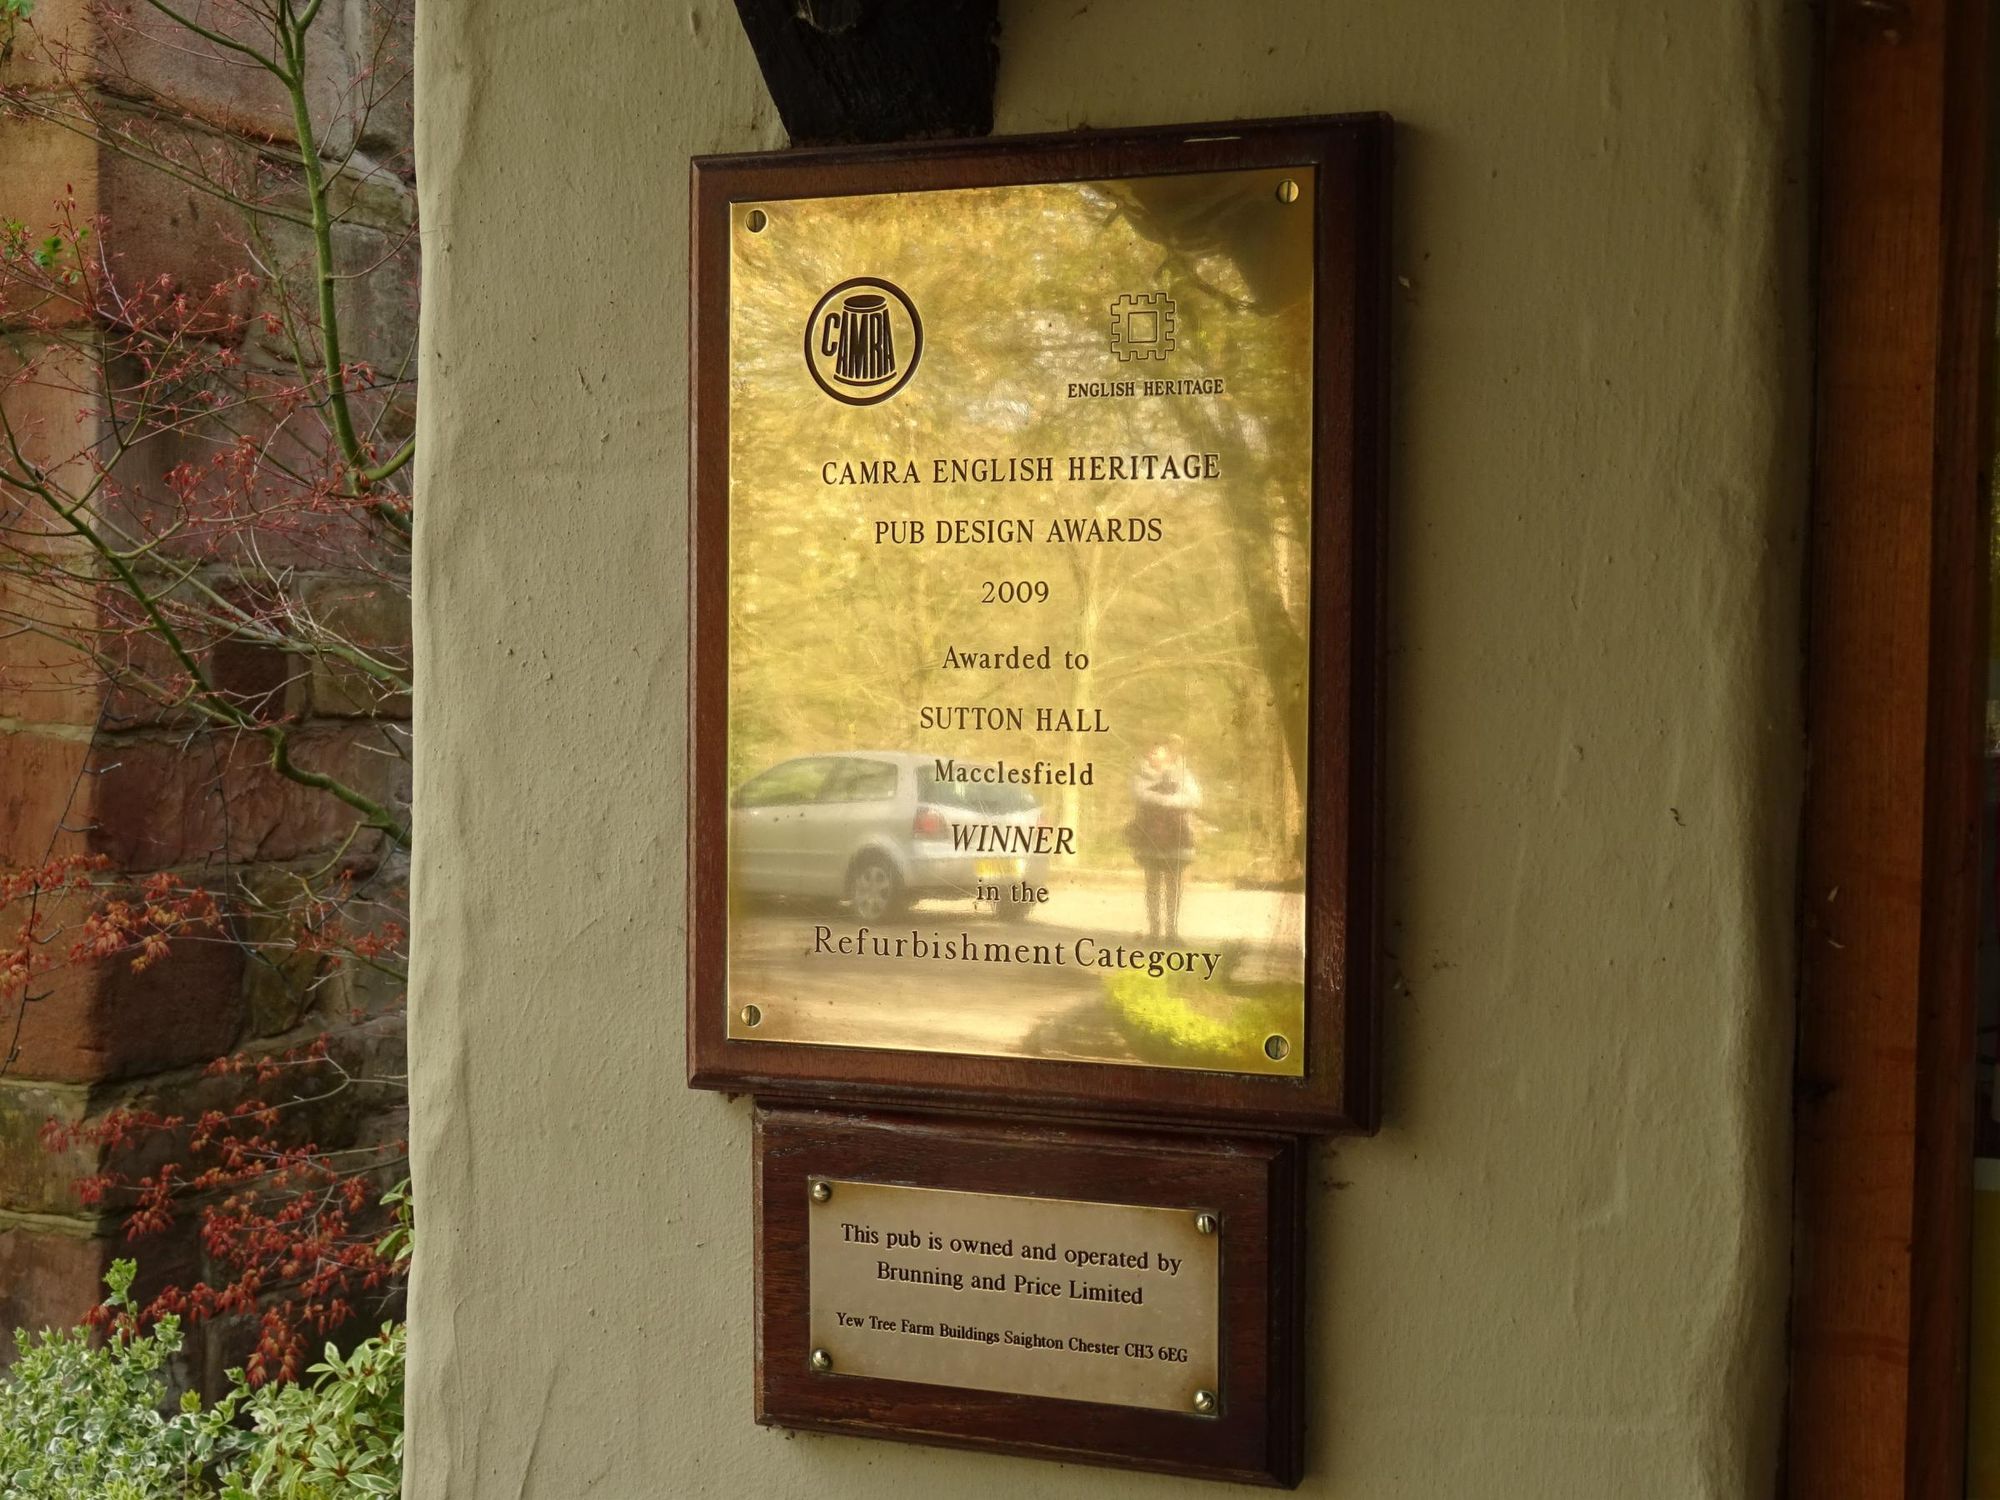 CAMRA
ENGLISH HERITAGE
CAMRA ENGLISH HERITAGE
PUB DESIGN AWARDS
2009
Awarded to
SUTTON HALL
Macclesfield
WINNER
in the
Refurbishment Category
This pub is owned and operated by
Brunning and Price Limited
Yew Tree Farm Buildings Saighton Chester CH3 6EG